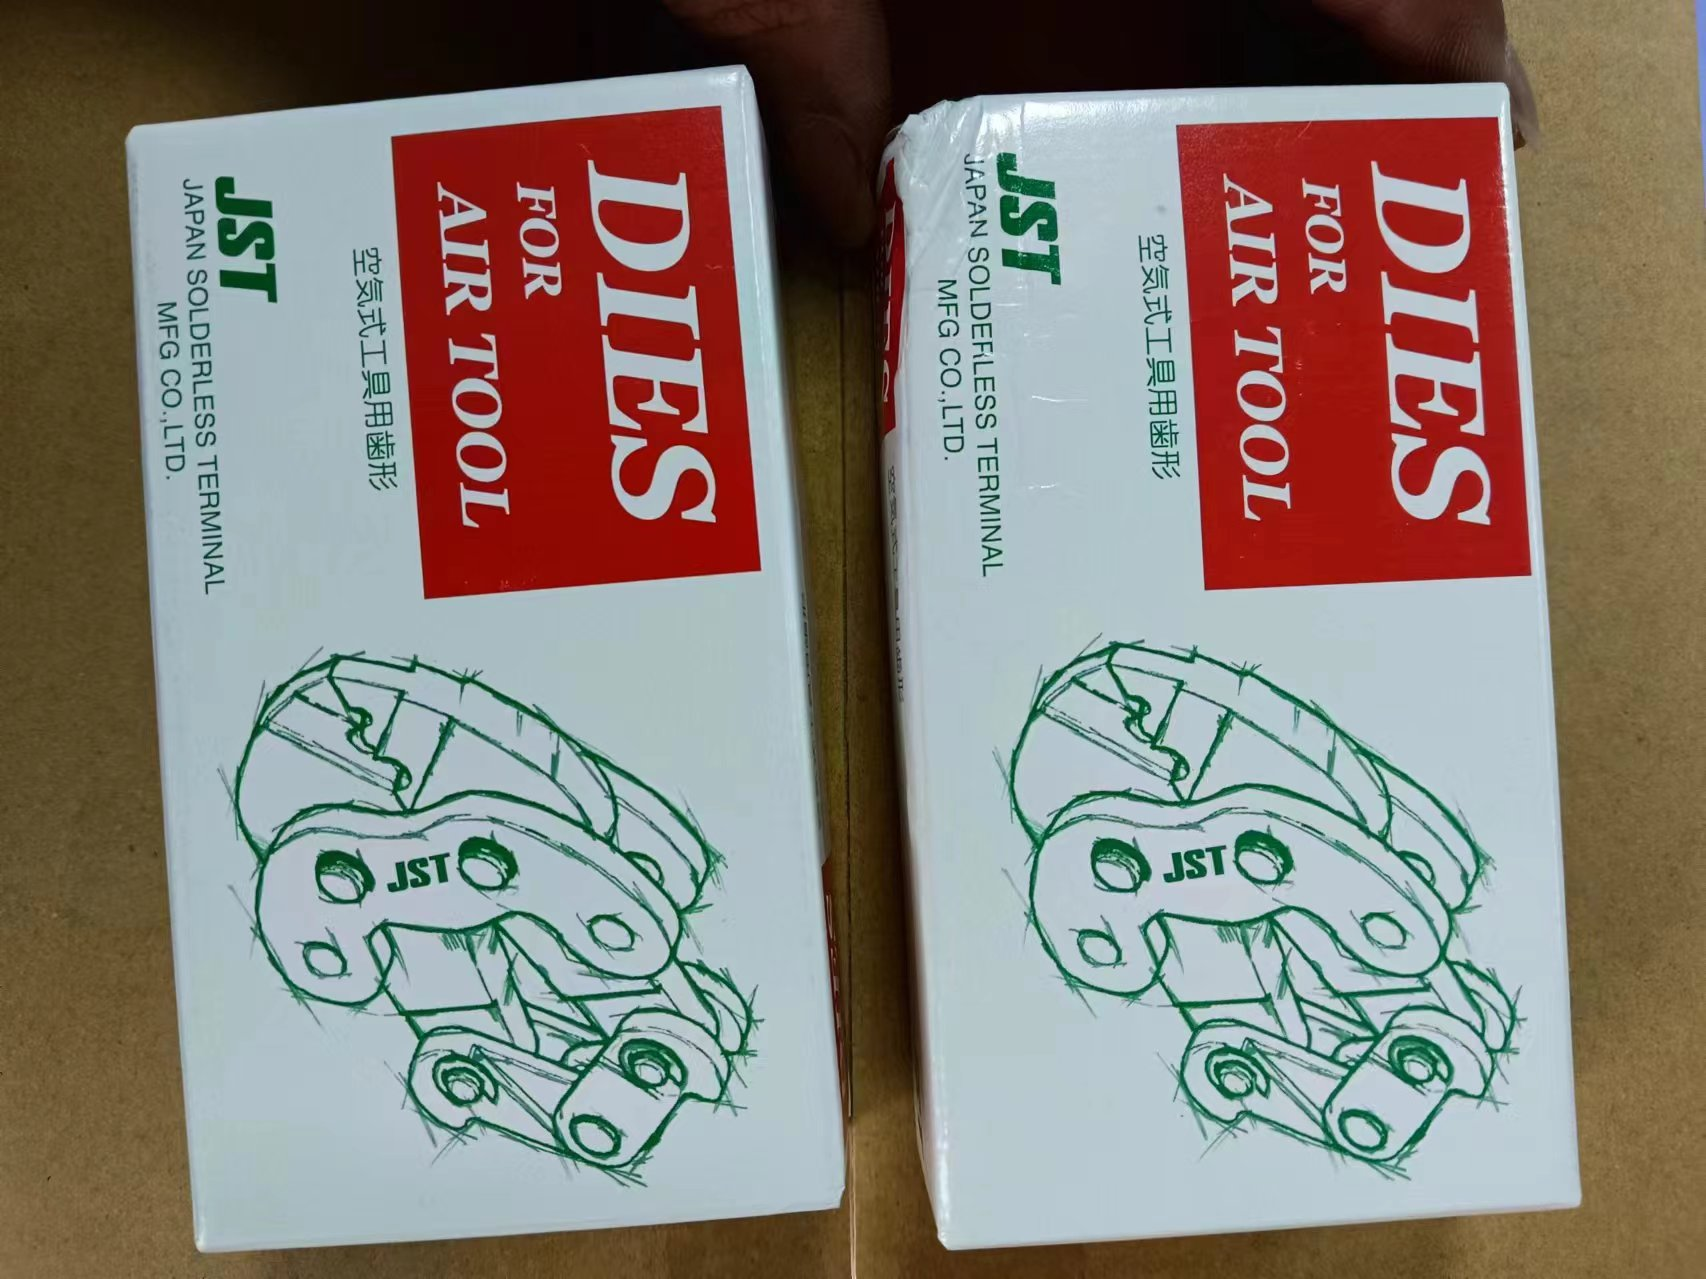 DIES
FOR
AIR TOOL
空気式工具用歯形
JST
JAPAN SOLDERLESS TERMINAL
MFG CO.,LTD.
JST
DIES
FOR
AIR TOOL
空気式工具用歯形
JST
JAPAN SOLDERLESS TERMINAL
MFG CO.,LTD.
JST